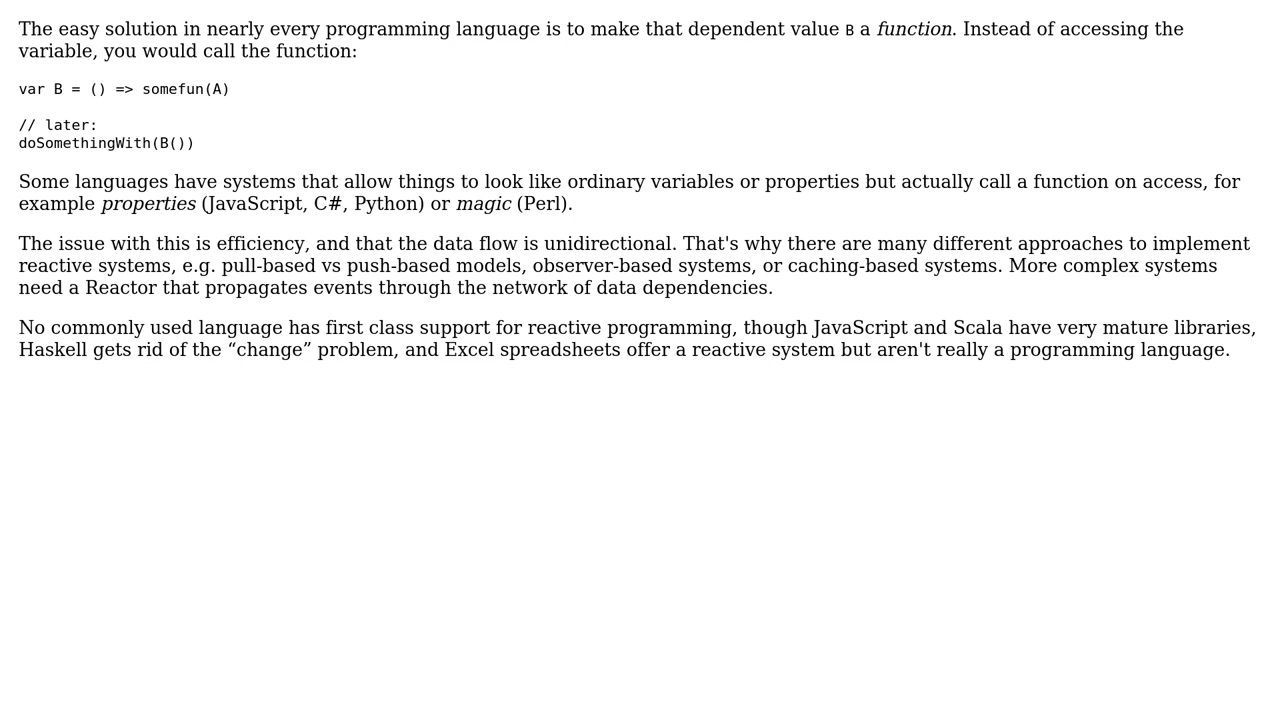 The easy solution in nearly every programming language is to make that dependent value B a function. Instead of accessing the
variable, you would call the function:
var B = () => somefun(A)
// later:
doSomethingWith(B())
Some languages have systems that allow things to look like ordinary variables or properties but actually call a function on access, for
example properties (JavaScript, C#, Python) or magic (Perl).
The issue with this is efficiency, and that the data flow is unidirectional. That's why there are many different approaches to implement
reactive systems, e.g. pull-based vs push-based models, observer-based systems, or caching-based systems. More complex systems
need a Reactor that propagates events through the network of data dependencies.
No commonly used language has first class support for reactive programming, though JavaScript and Scala have very mature libraries,
Haskell gets rid of the “change” problem, and Excel spreadsheets offer a reactive system but aren't really a programming language.